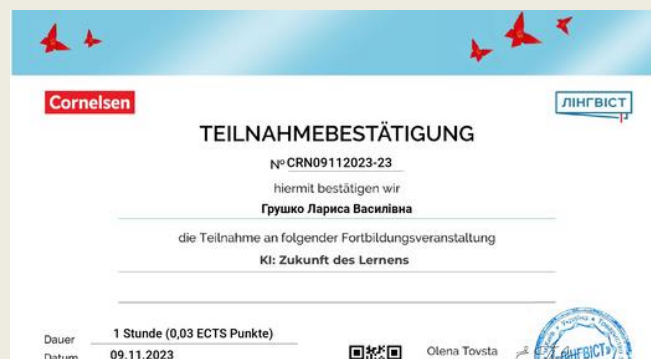 Cornelsen
ЛІНГВІСТ
TEILNAHMEBESTÄTIGUNG
Nº CRN09112023-23
hiermit bestätigen wir
Грушко Лариса Василівна
die Teilnahme an folgender Fortbildungsveranstaltung
KI: Zukunft des Lernens
Dauer 1 Stunde (0,03 ECTS Punkte)
Datum 09.11.2023
Olena Tovsta
ЛІНГВІСТ